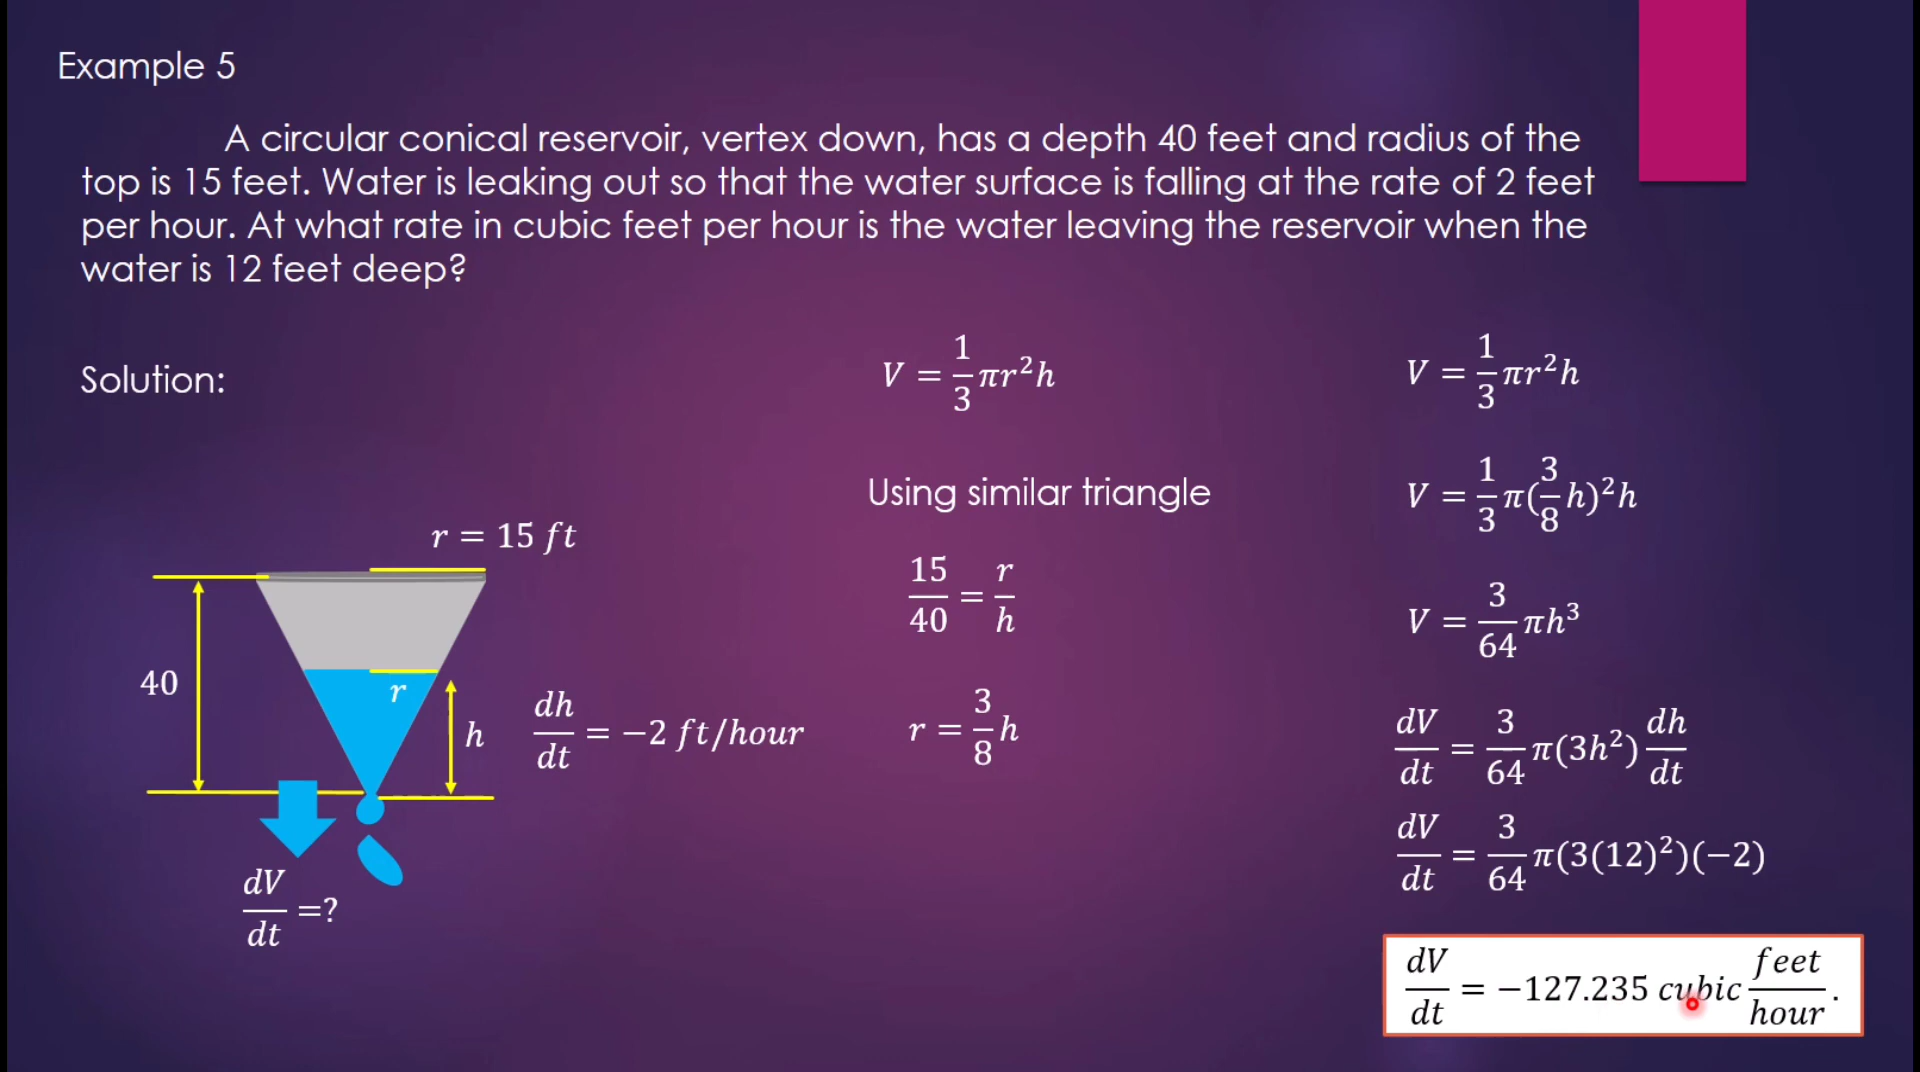 Example 5
A circular conical reservoir, vertex down, has a depth 40 feet and radius of the
top is 15 feet. Water is leaking out so that the water surface is falling at the rate of 2 feet
per hour. At what rate in cubic feet per hour is the water leaving the reservoir when the
water is 12 feet deep?
Solution:
r = 15 ft
40
r
h
dh/dt = −2 ft/hour
dV/dt =?
V = 1/3 πr²h
Using similar triangle
15/40 = r/h
r = 3/8 h
V = 1/3 πr²h
V = 1/3 π(3/8 h)²h
V = 3/64 πh³
dV/dt = 3/64 π(3h²) dh/dt
dV/dt = 3/64 π(3(12)²)(−2)
dV/dt = −127.235 cubic feet/hour.